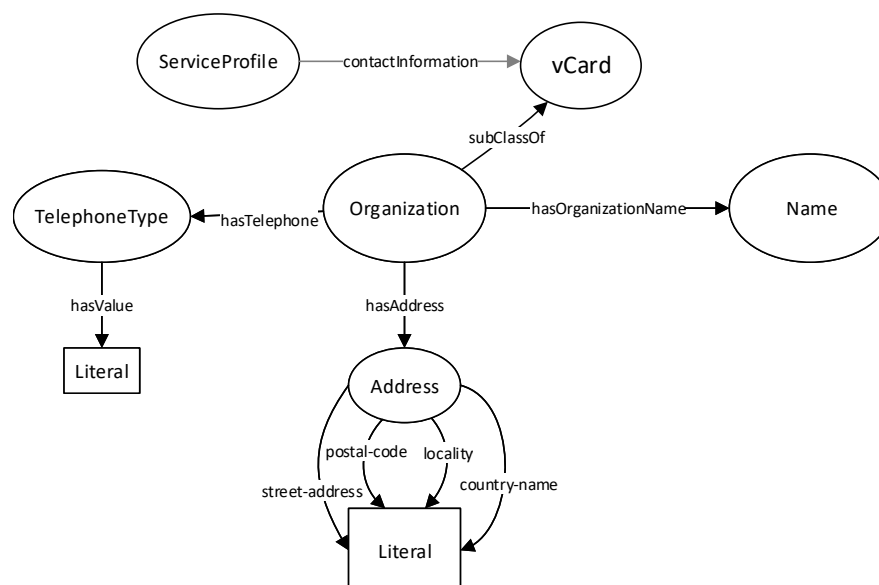 ServiceProfile
contactInformation
vCard
subClassOf
TelephoneType
hasTelephone
Organization
hasOrganizationName
Name
hasValue
hasAddress
Literal
Address
postal-code
locality
street-address
country-name
Literal